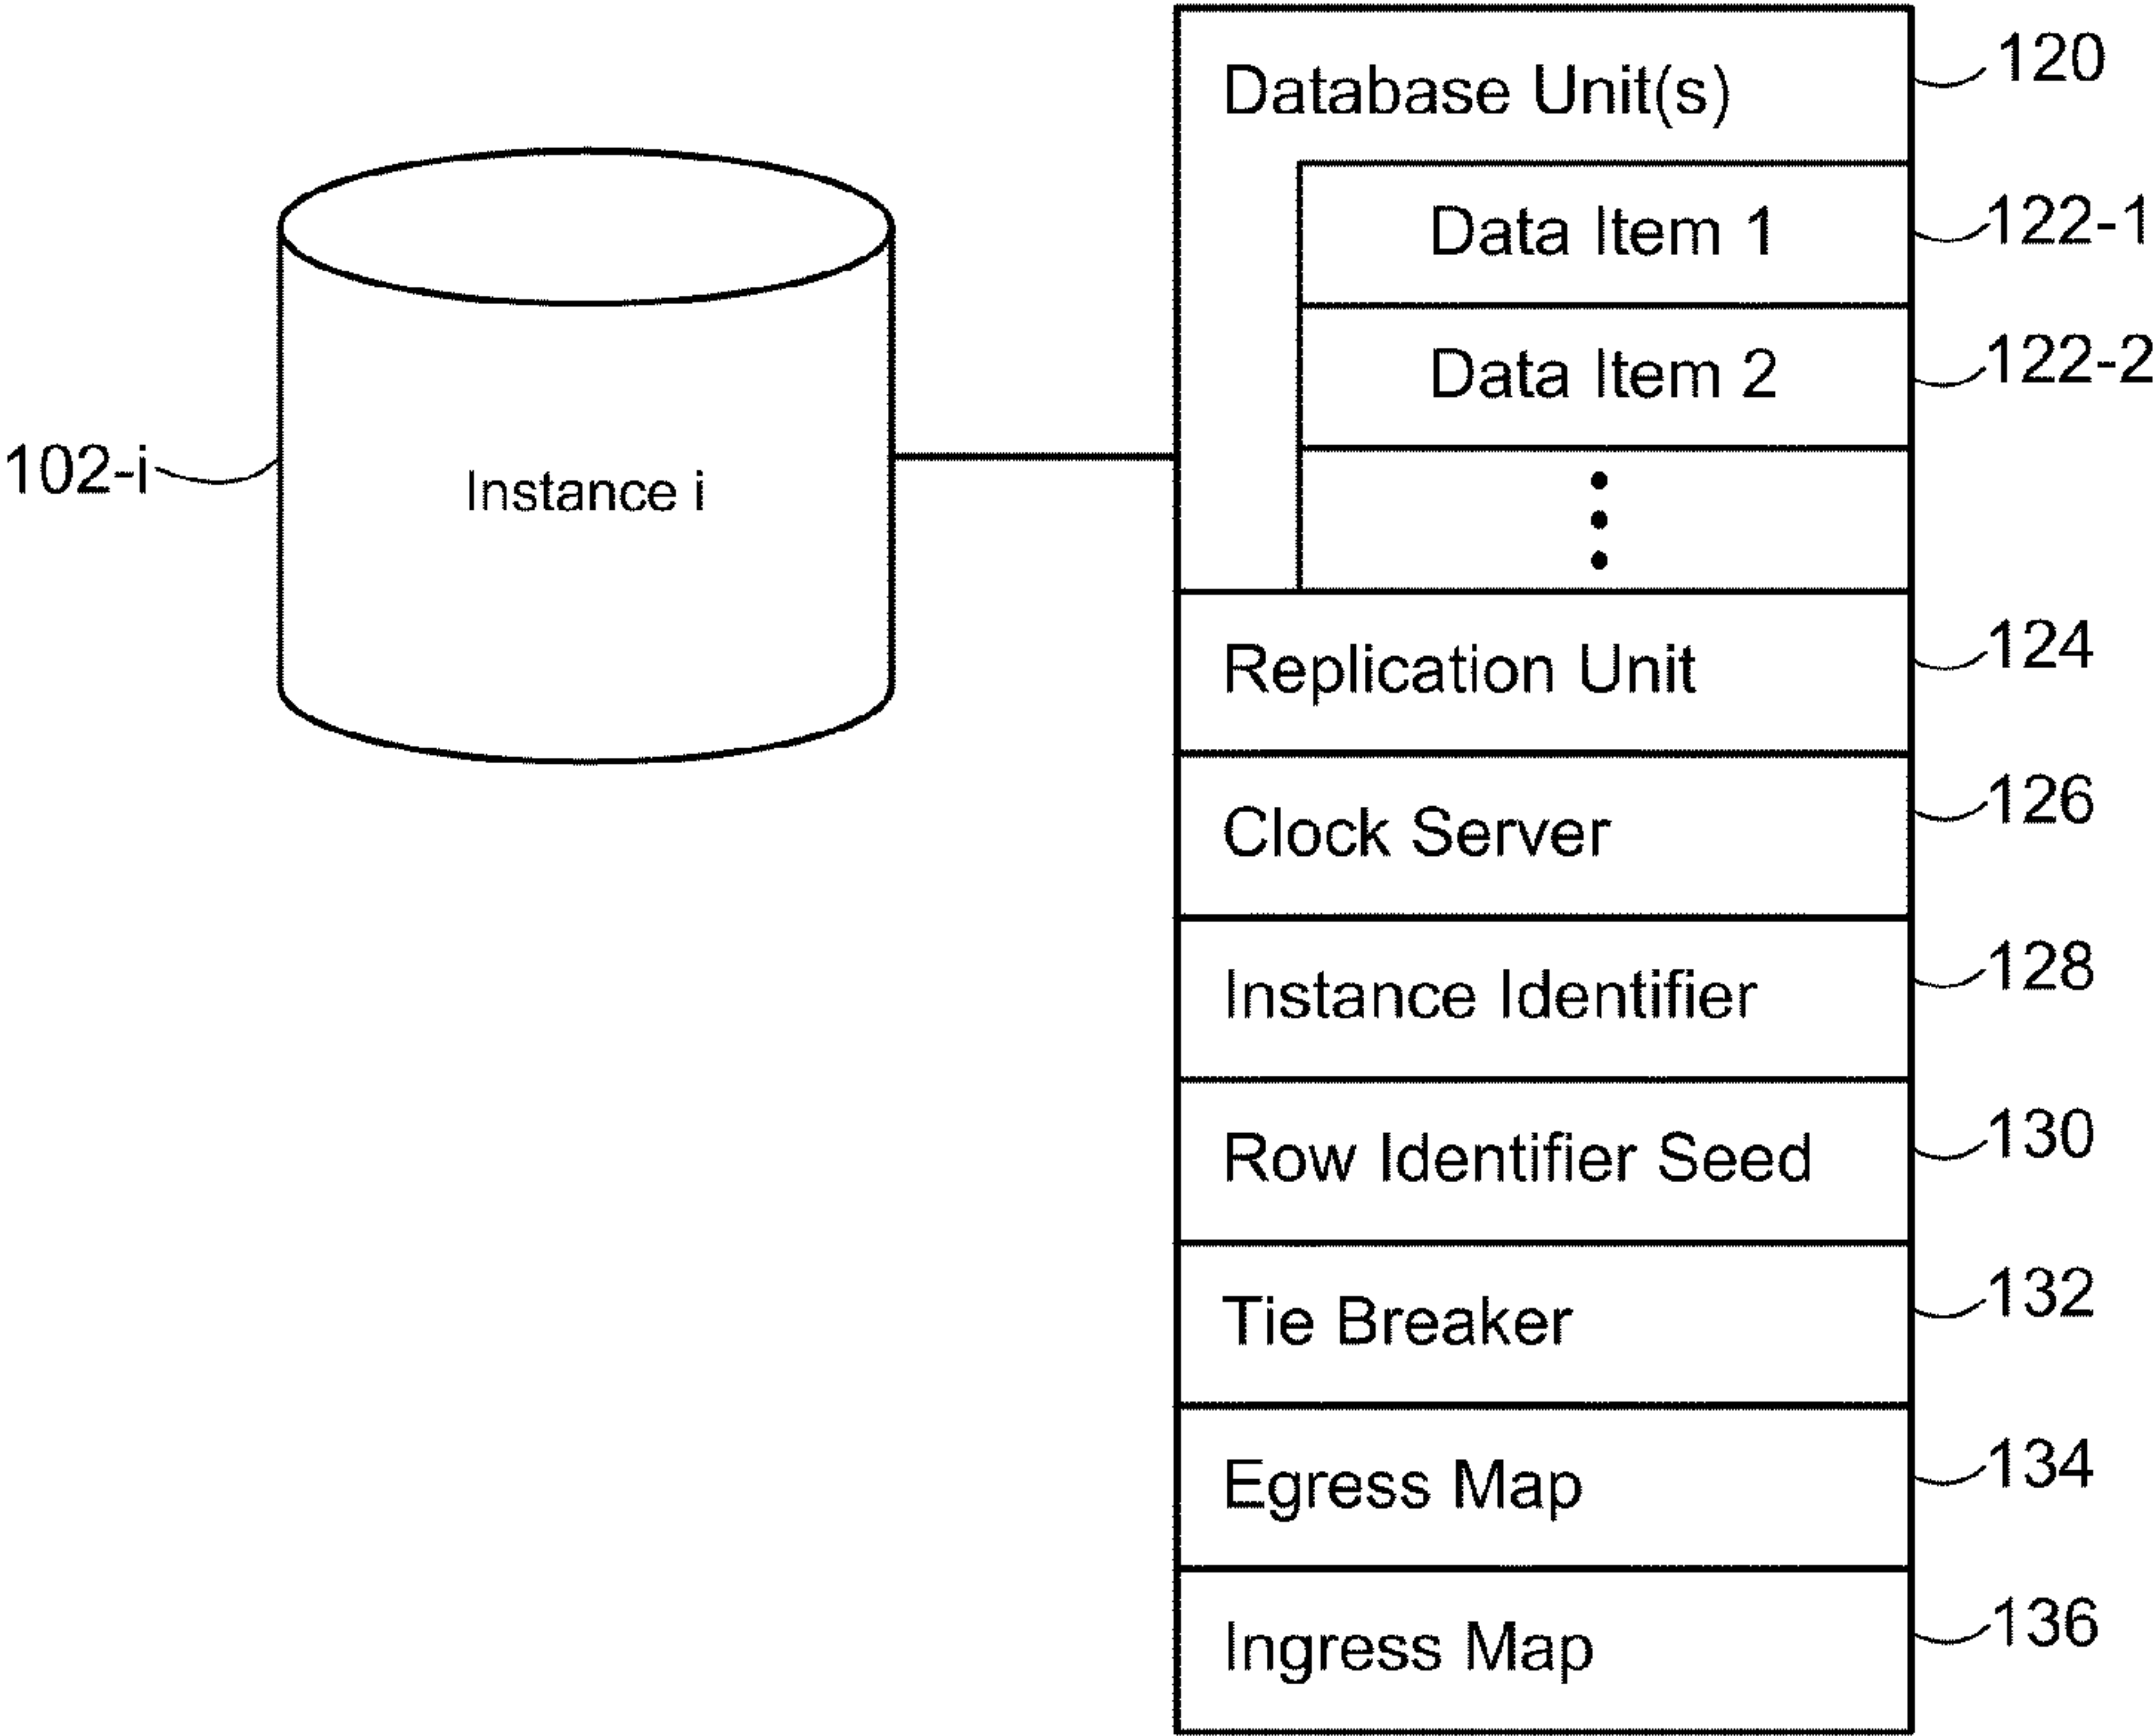 Database Unit(s) 120
Data Item 1 122-1
Data Item 2 122-2
102-i Instance i
Replication Unit 124
Clock Server 126
Instance Identifier 128
Row Identifier Seed 130
Tie Breaker 132
Egress Map 134
Ingress Map 136